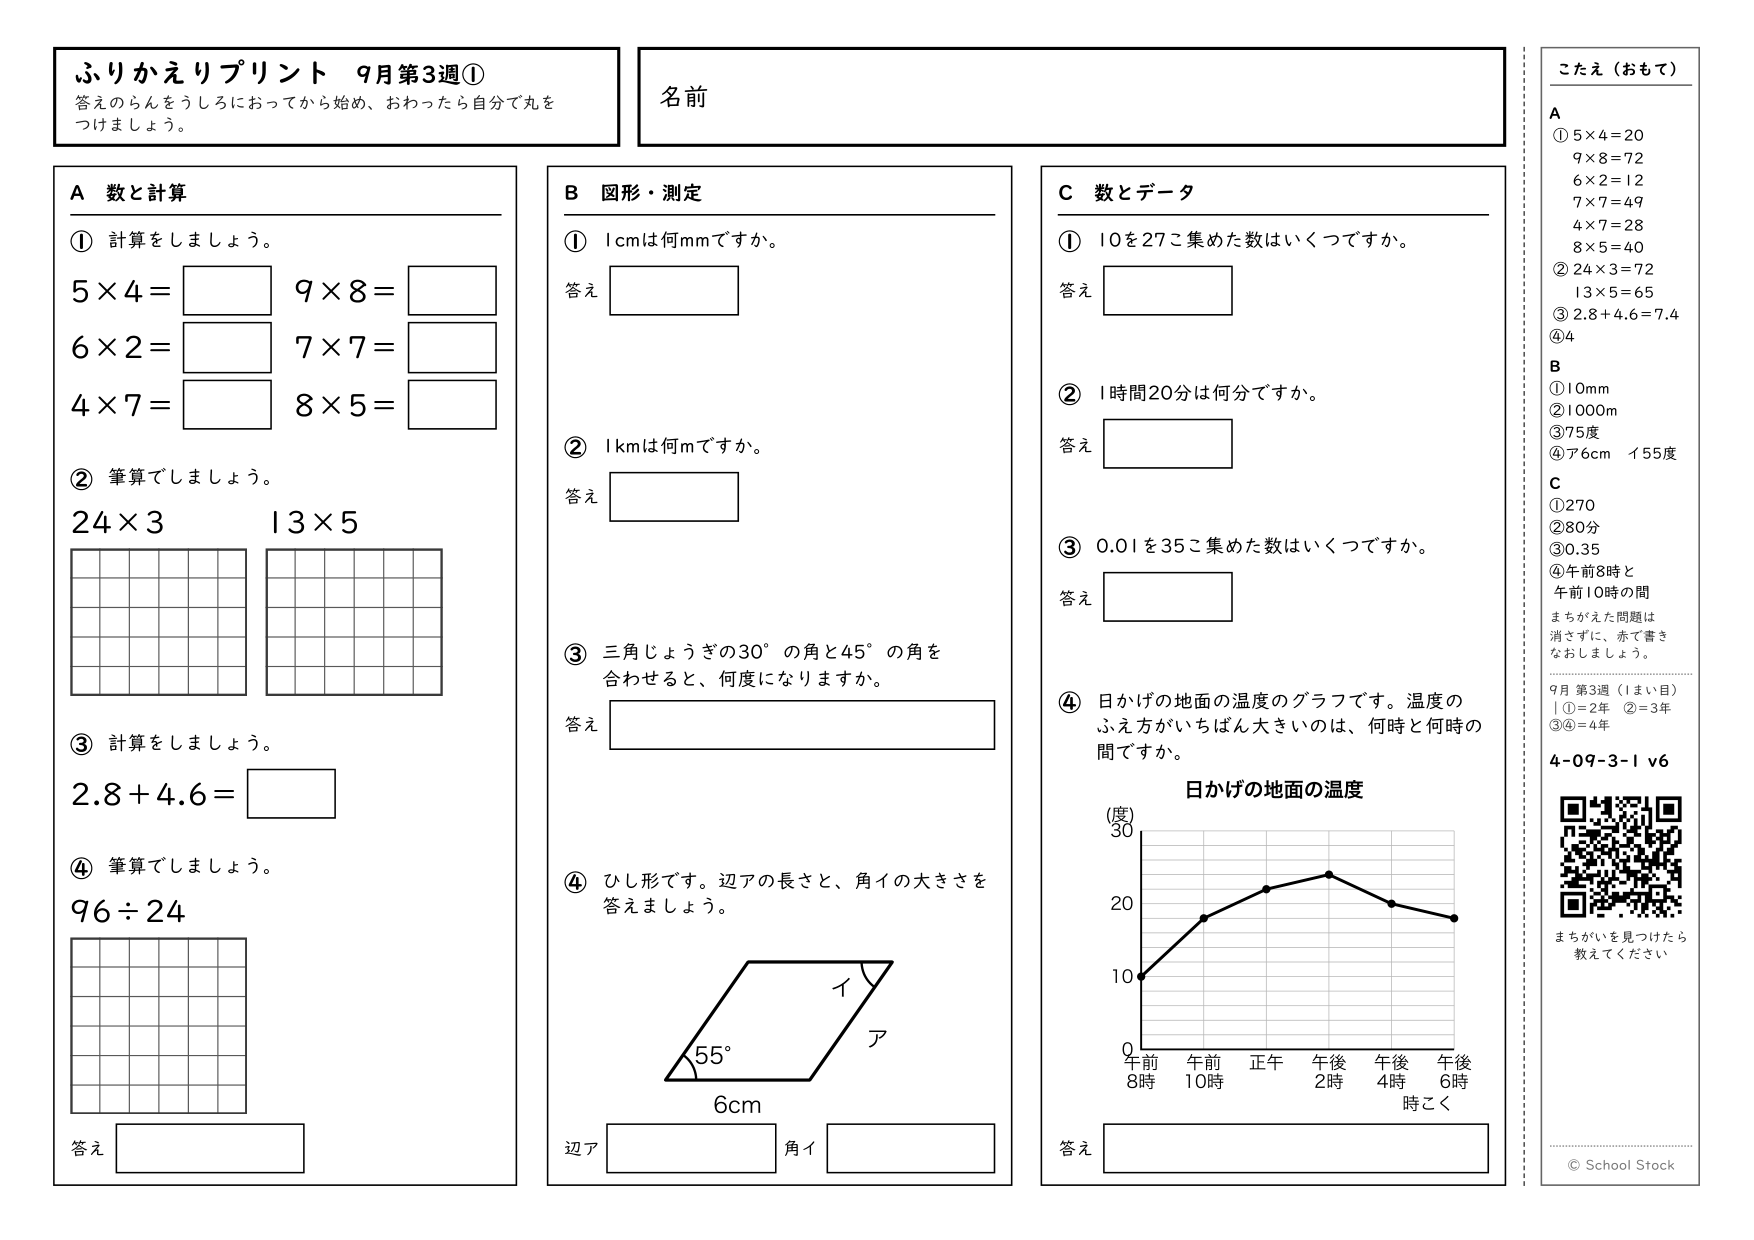 ふりかえりプリント　9月第3週①
答えのらんをうしろにおってから始め、おわったら自分で丸を
つけましょう。
名前
A　数と計算
① 計算をしましょう。
5×4＝　9×8＝
6×2＝　7×7＝
4×7＝　8×5＝
② 筆算でしましょう。
24×3　13×5
③ 計算をしましょう。
2.8＋4.6＝
④ 筆算でしましょう。
96÷24
答え
B　図形・測定
① 1cmは何mmですか。
答え
② 1kmは何mですか。
答え
③ 三角じょうぎの30°の角と45°の角を
合わせると、何度になりますか。
答え
④ ひし形です。辺アの長さと、角イの大きさを
答えましょう。
イ
ア
55°
6cm
辺ア　角イ
C　数とデータ
① 10を27こ集めた数はいくつですか。
答え
② 1時間20分は何分ですか。
答え
③ 0.01を35こ集めた数はいくつですか。
答え
④ 日かげの地面の温度のグラフです。温度の
ふえ方がいちばん大きいのは、何時と何時の
間ですか。
日かげの地面の温度
(度)
30
20
10
0
午前　午前　正午　午後　午後　午後
8時　10時　2時　4時　6時
時こく
答え
こたえ（おもて）
A
① 5×4＝20
9×8＝72
6×2＝12
7×7＝49
4×7＝28
8×5＝40
② 24×3＝72
13×5＝65
③ 2.8＋4.6＝7.4
④4
B
①10mm
②1000m
③75度
④ア6cm　イ55度
C
①270
②80分
③0.35
④午前8時と
午前10時の間
まちがえた問題は
消さずに、赤で書き
なおしましょう。
9月 第3週（1まい目）
｜①＝2年　②＝3年
③④＝4年
4-09-3-1 v6
まちがいを見つけたら
教えてください
© School Stock